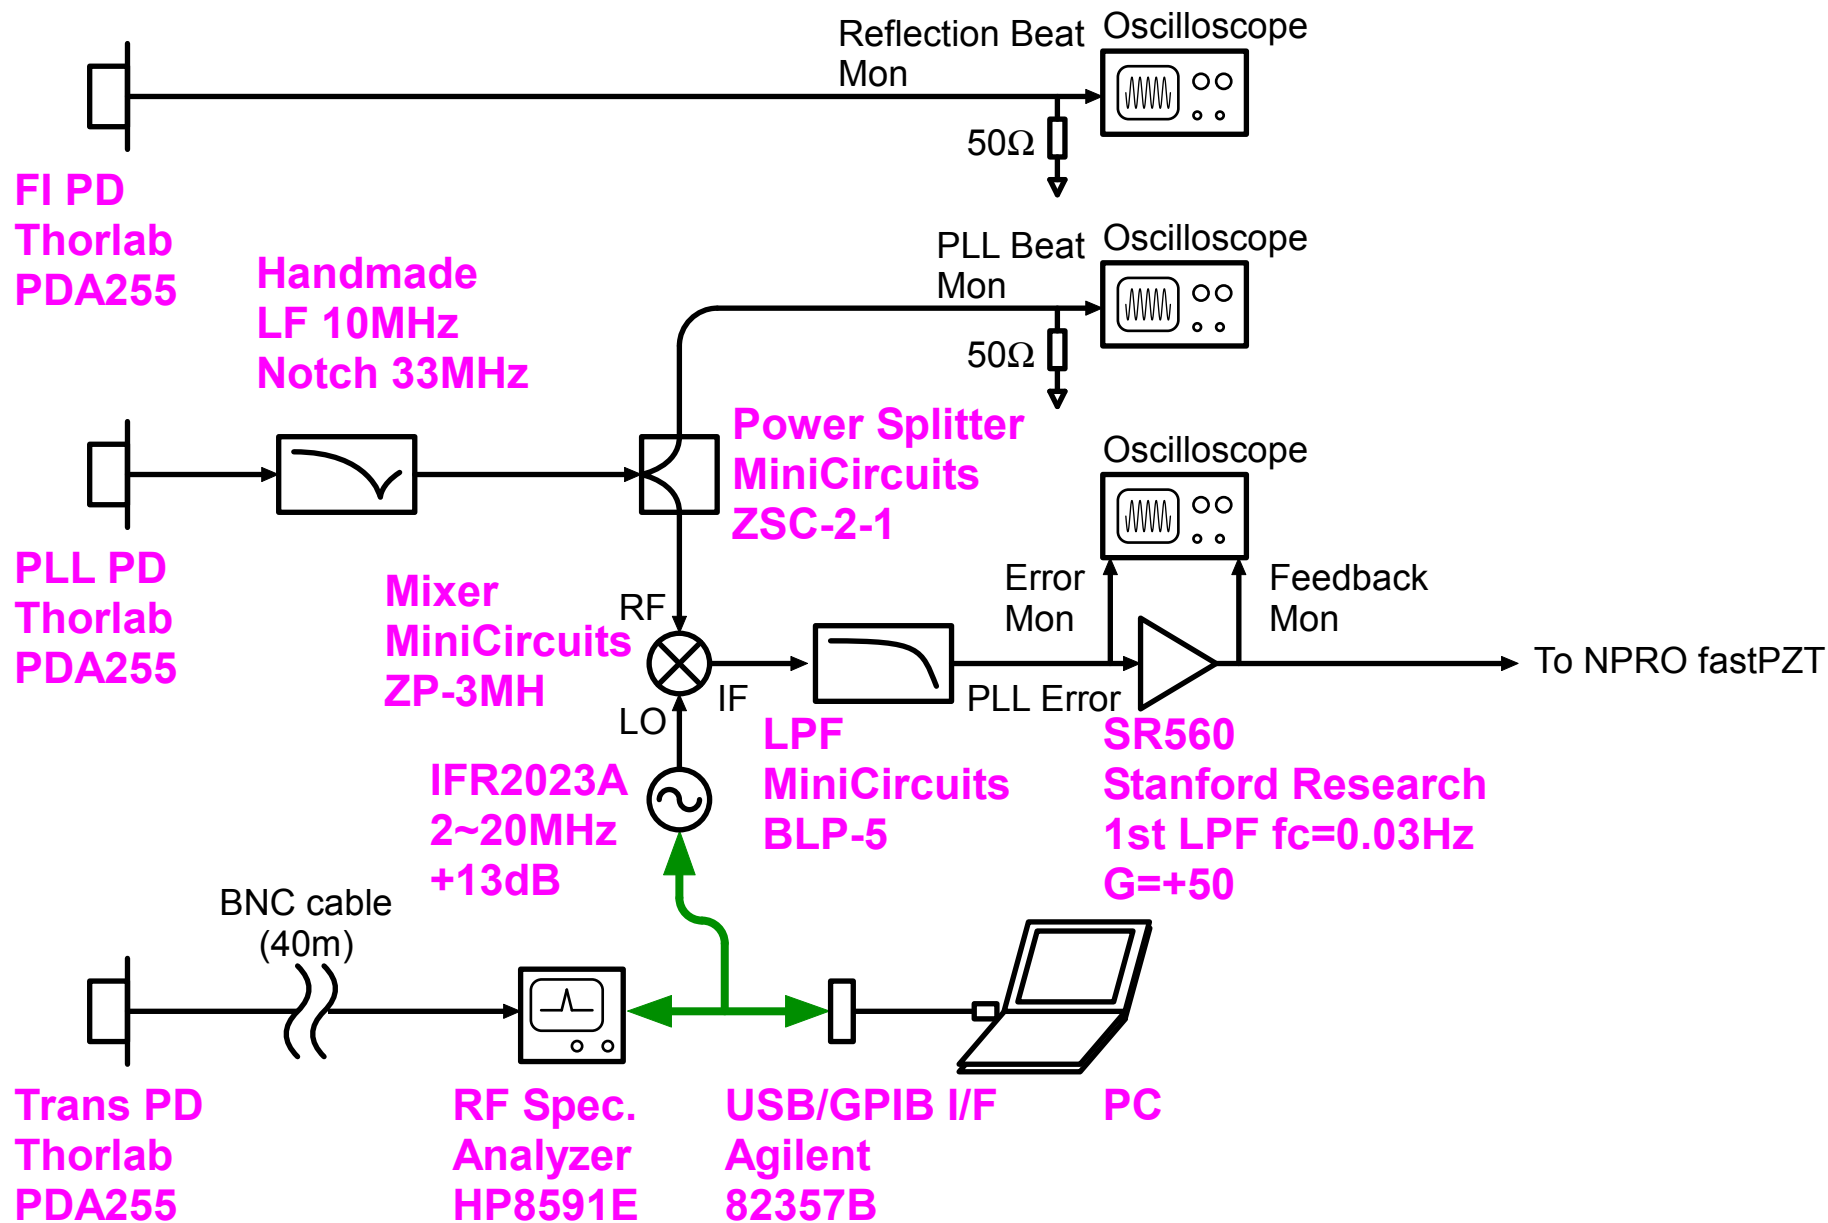 Reflection Beat
Mon
Oscilloscope
50Ω
FI PD
Thorlab
PDA255
PLL Beat
Mon
Oscilloscope
50Ω
Handmade
LF 10MHz
Notch 33MHz
Power Splitter
MiniCircuits
ZSC-2-1
Oscilloscope
PLL PD
Thorlab
PDA255
Mixer
MiniCircuits
ZP-3MH
RF
LO
IF
Error
Mon
Feedback
Mon
PLL Error
To NPRO fastPZT
LPF
MiniCircuits
BLP-5
SR560
Stanford Research
1st LPF fc=0.03Hz
G=+50
IFR2023A
2~20MHz
+13dB
BNC cable
(40m)
Trans PD
Thorlab
PDA255
RF Spec.
Analyzer
HP8591E
USB/GPIB I/F
Agilent
82357B
PC